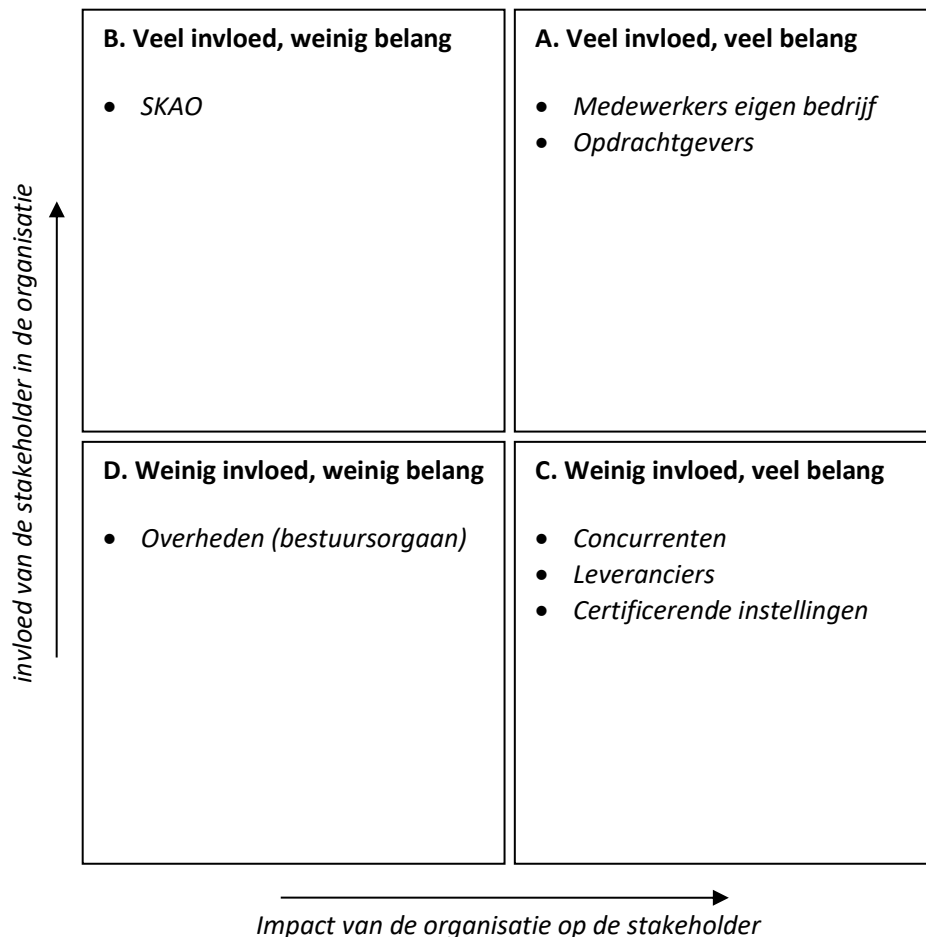 B. Veel invloed, weinig belang
• SKAO
A. Veel invloed, veel belang
• Medewerkers eigen bedrijf
• Opdrachtgevers
invloed van de stakeholder in de organisatie
D. Weinig invloed, weinig belang
• Overheden (bestuursorgaan)
C. Weinig invloed, veel belang
• Concurrenten
• Leveranciers
• Certificerende instellingen
Impact van de organisatie op de stakeholder